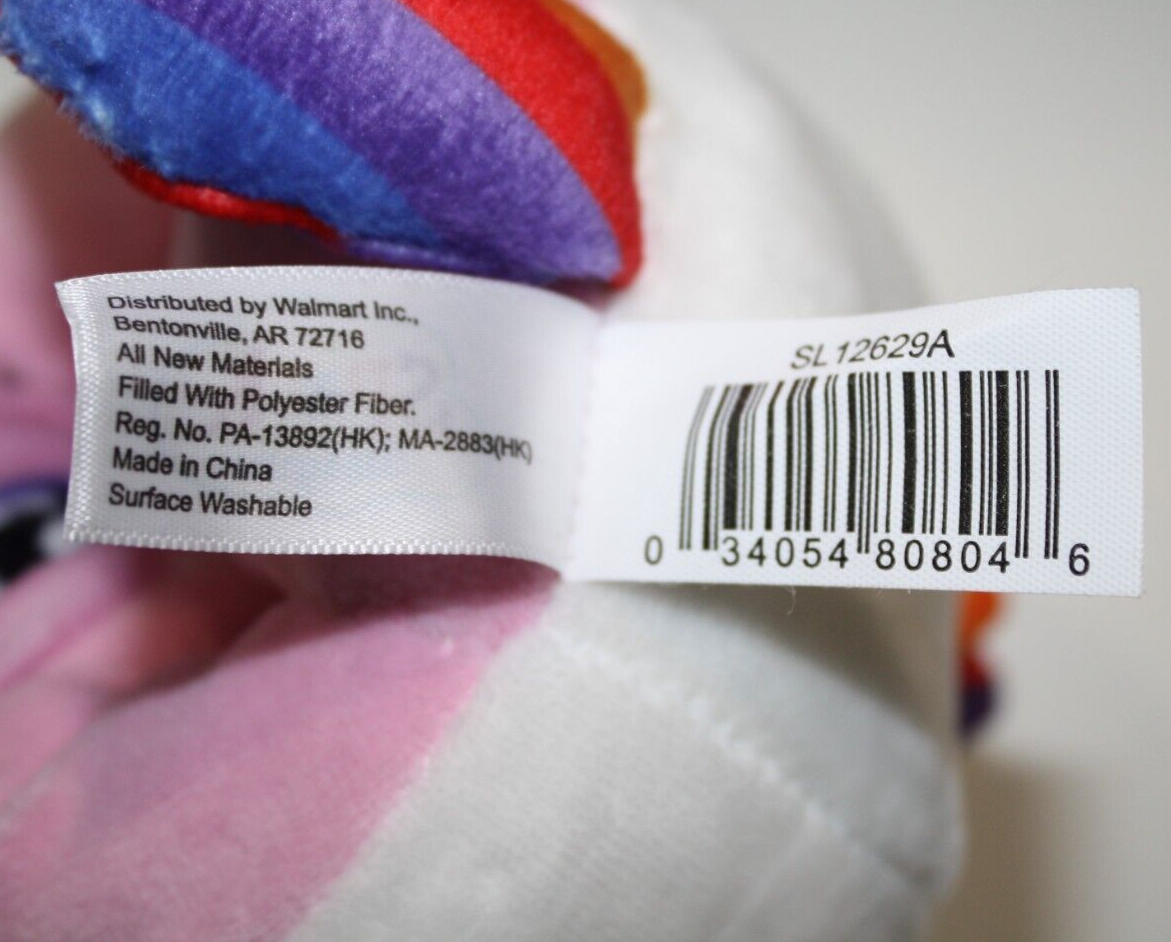 Distributed by Walmart Inc.,
Bentonville, AR 72716
All New Materials
Filled With Polyester Fiber.
Reg. No. PA-13892(HK); MA-2883(HK)
Made in China
Surface Washable
SL12629A
0 34054 80804 6